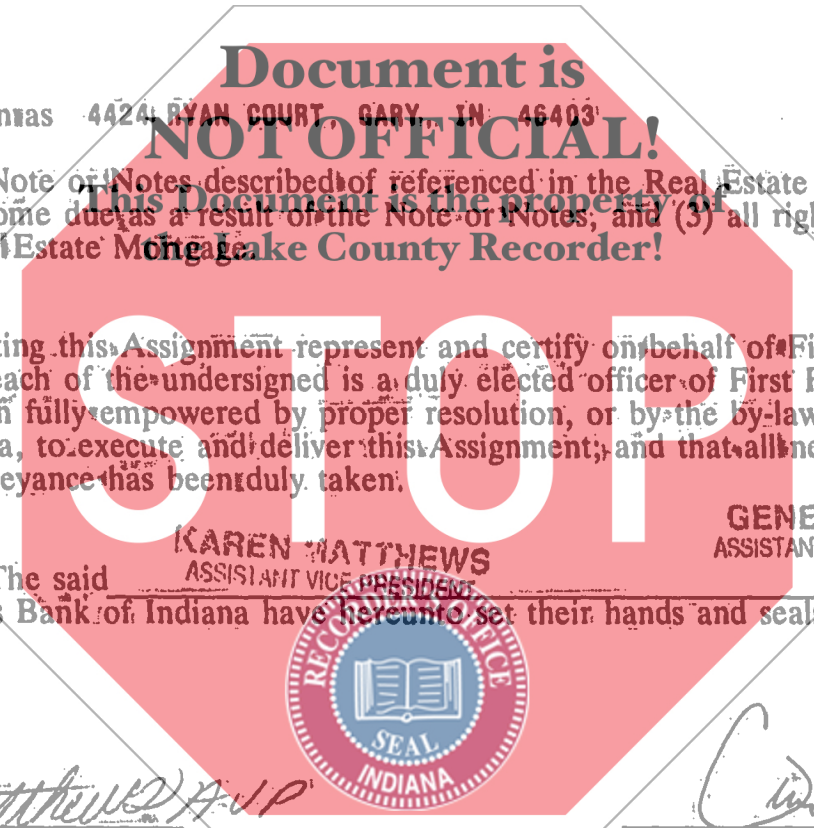 Document is
nmas 4424 RYAN COURT, GARY, IN 46403
NOT OFFICIAL!
Note or Notes described of referenced in the Real Estate
This Document is the property of
ome due as a result of the Note or Notes; and (3) all righ
Estate Mortgage.
the Lake County Recorder!
STOP
ting this Assignment represent and certify on behalf of Fi
each of the undersigned is a duly elected officer of First F
n fully empowered by proper resolution, or by the by-law
a, to execute and deliver this Assignment; and that all ne
eyance has been duly taken.
GENE
KAREN MATTHEWS
ASSISTAN
ASSISTANT VICE PRESIDENT
The said
s Bank of Indiana have hereunto set their hands and seals
RECORDER'S OFFICE
SEAL
INDIANA
tthews AVP